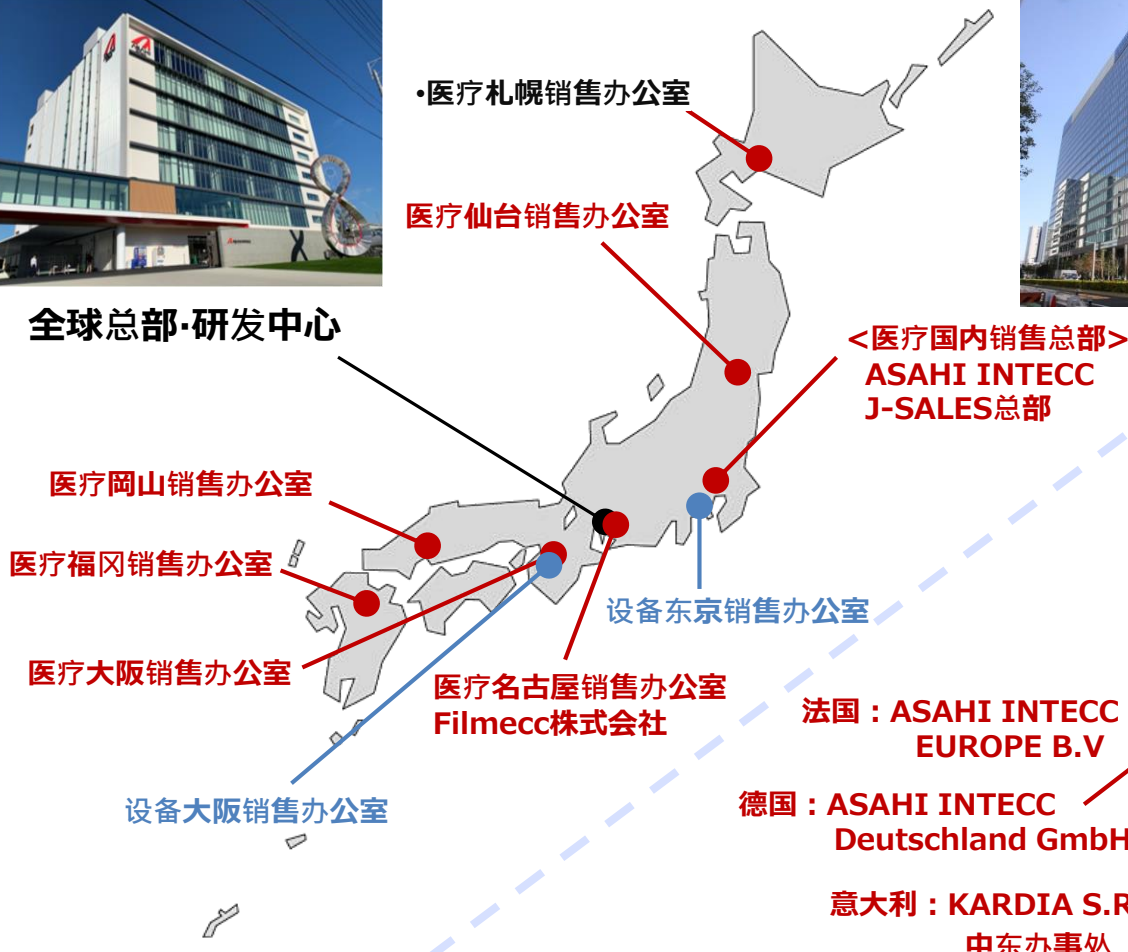 ·医疗札幌销售办公室
医疗仙台销售办公室
全球总部·研发中心
<医疗国内销售总部>
ASAHI INTECC
J-SALES总部
医疗岡山销售办公室
医疗福冈销售办公室
设备东京销售办公室
医疗大阪销售办公室
医疗名古屋销售办公室
Filmecc株式会社
设备大阪销售办公室
法国：ASAHI INTECC
EUROPE B.V
德国：ASAHI INTECC
Deutschland GmbH
意大利：KARDIA S.R
中东办事处